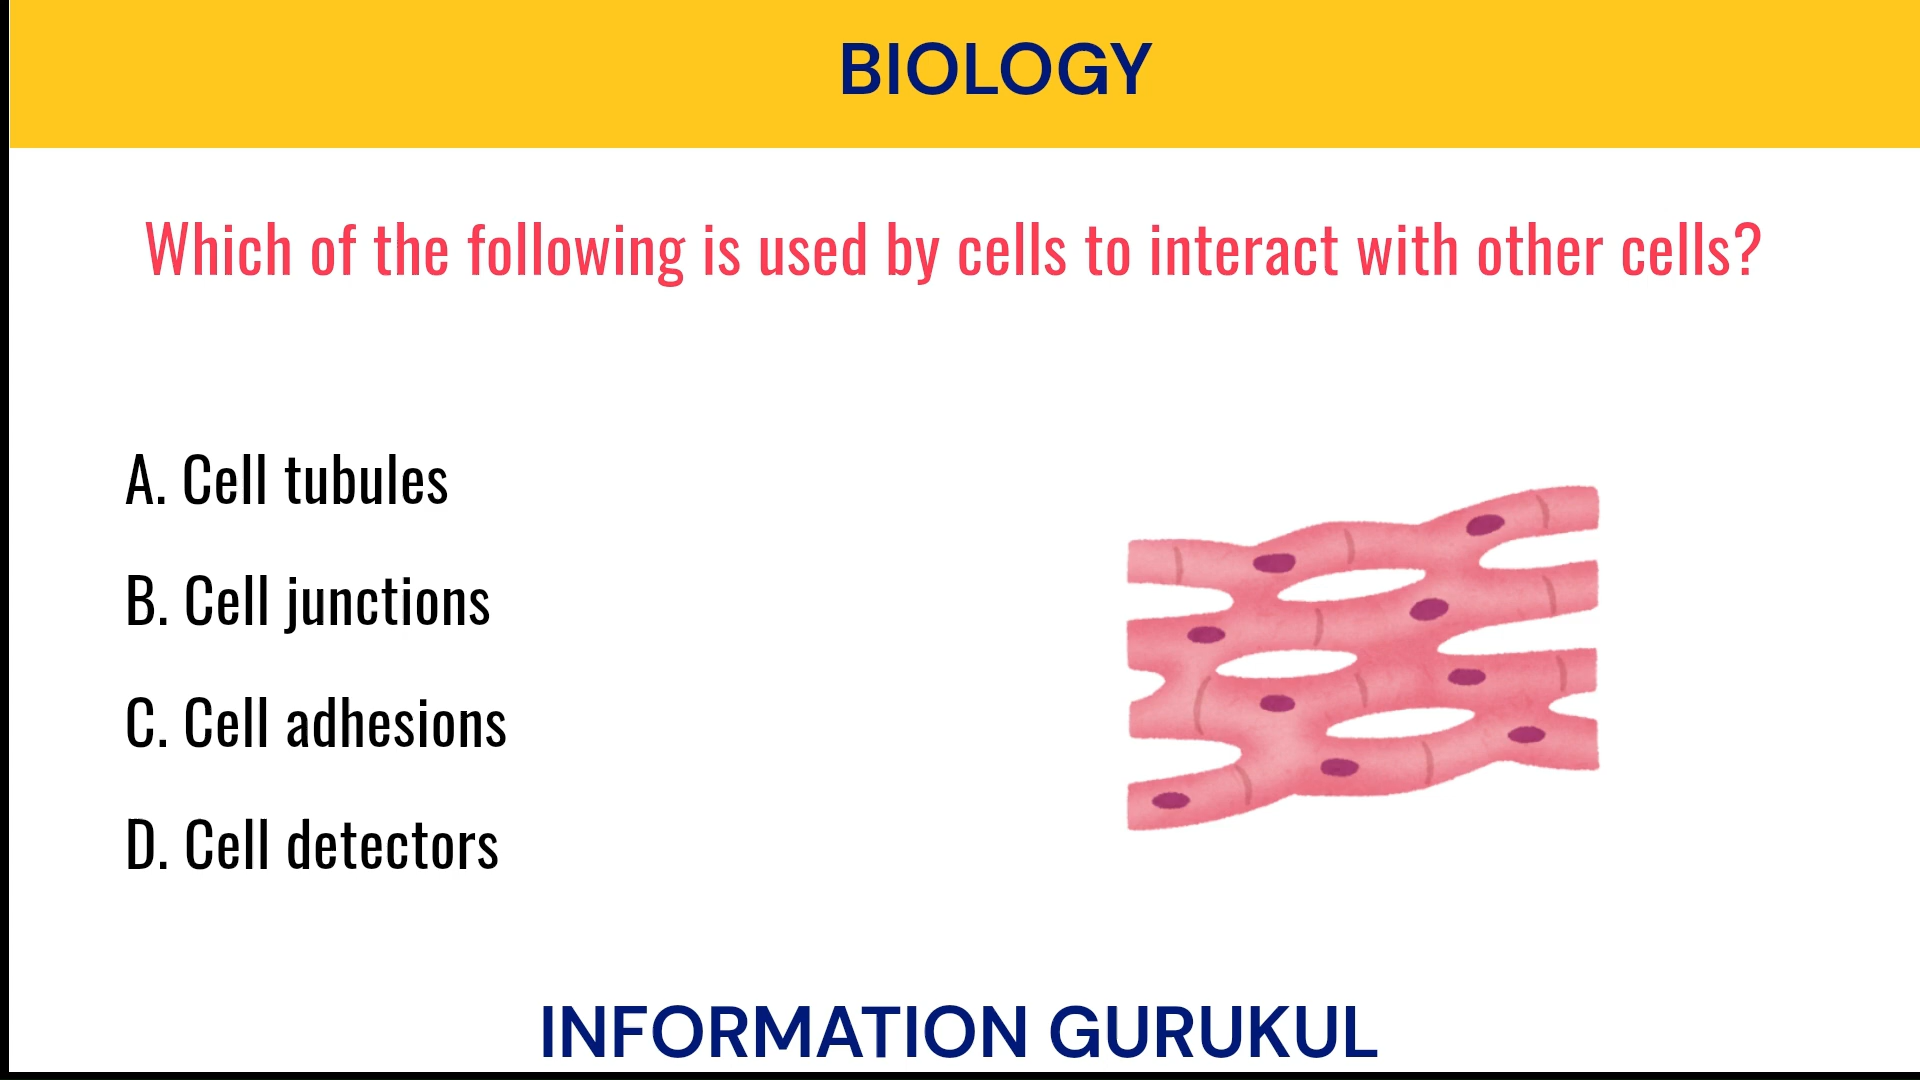 BIOLOGY
Which of the following is used by cells to interact with other cells?
A. Cell tubules
B. Cell junctions
C. Cell adhesions
D. Cell detectors
INFORMATION GURUKUL